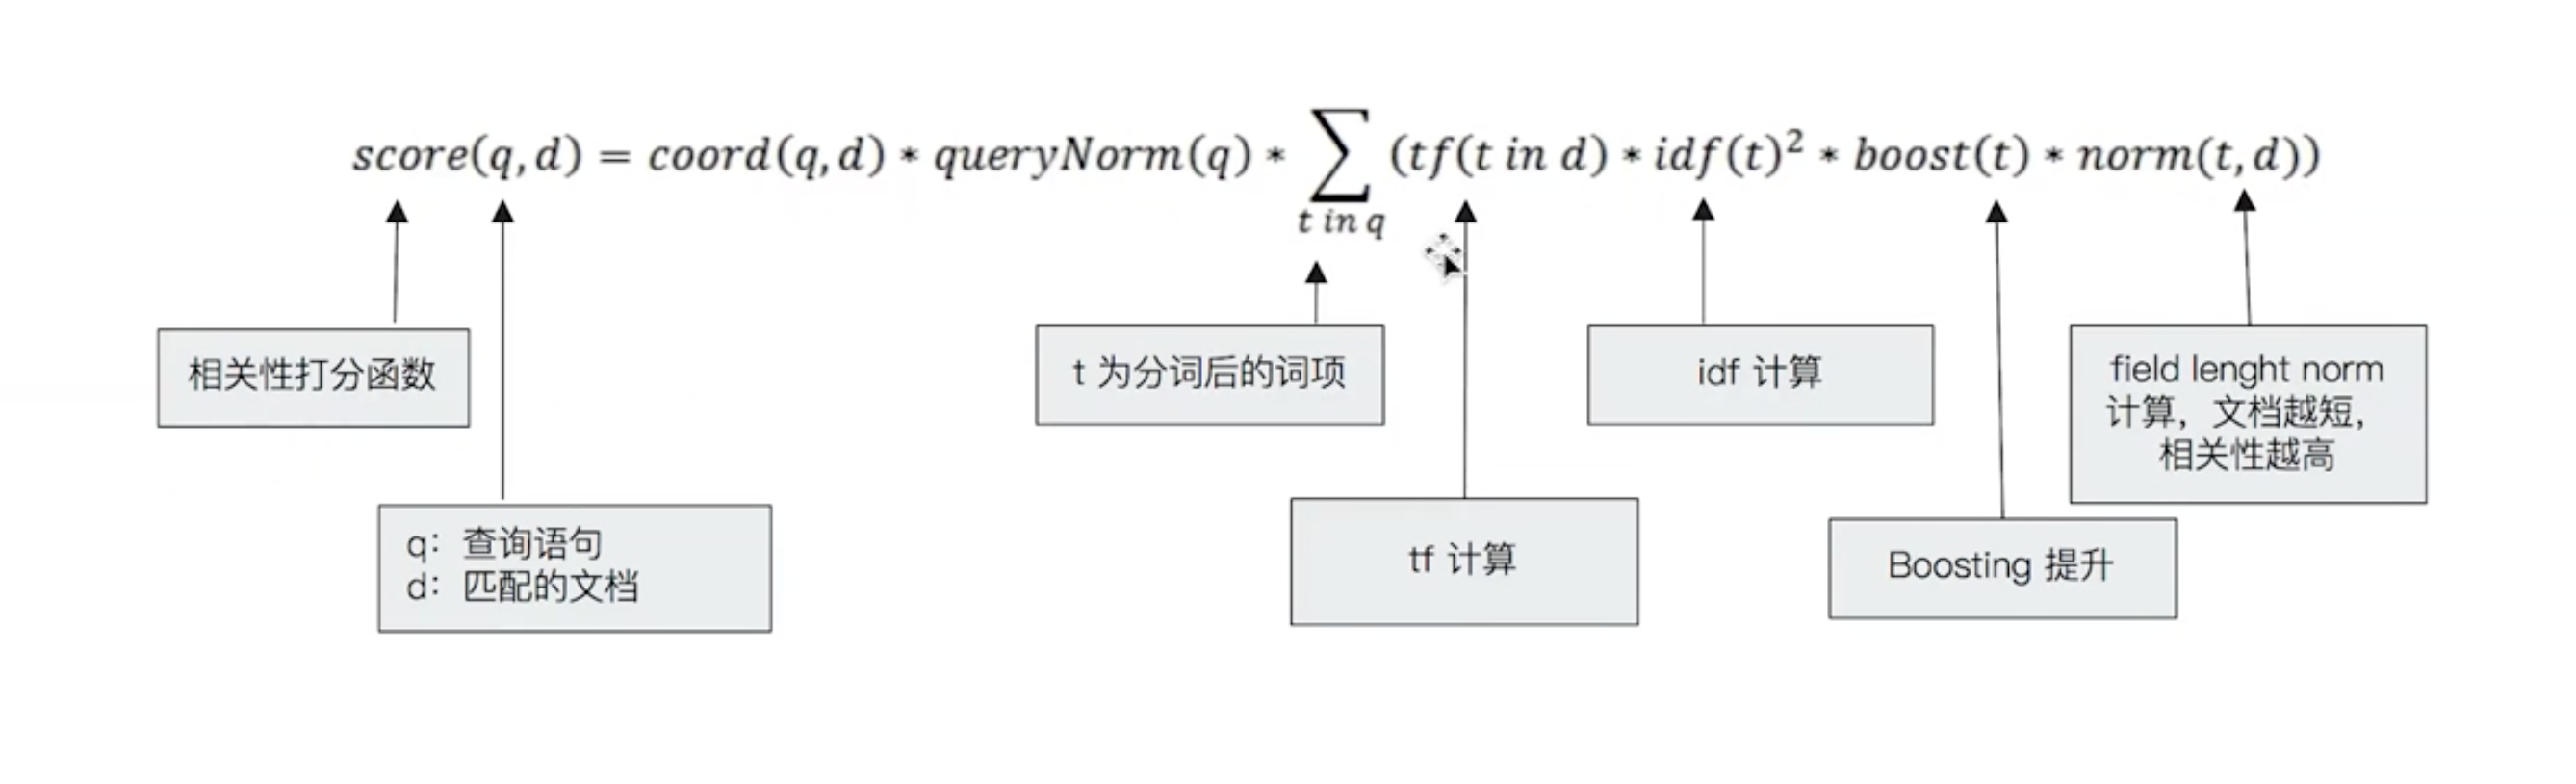 score(q,d) = coord(q,d) * queryNorm(q) * ∑ (tf(t in d) * idf(t)² * boost(t) * norm(t,d))
t in q
相关性打分函数
t 为分词后的词项
idf 计算
field lenght norm
计算，文档越短，
相关性越高
q：查询语句
d：匹配的文档
tf 计算
Boosting 提升